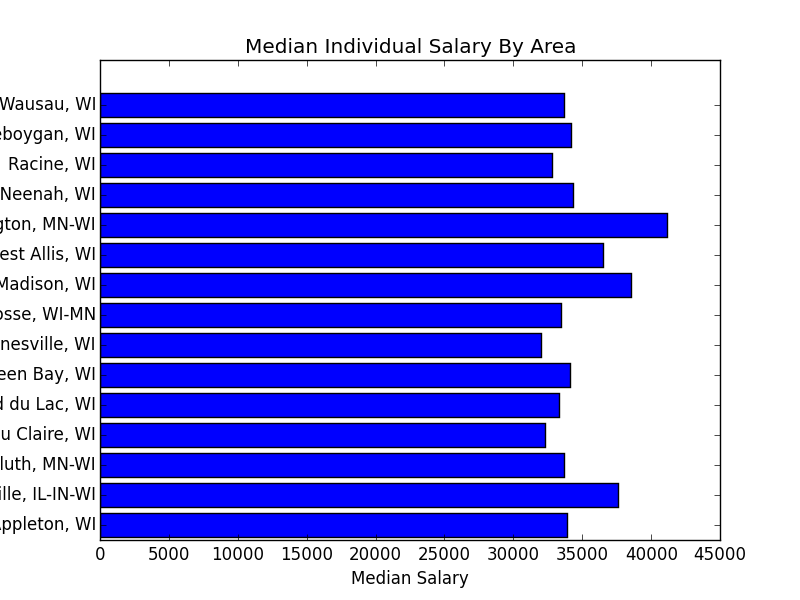 Median Individual Salary By Area
Wausau, WI
eboygan, WI
Racine, WI
Neenah, WI
gton, MN-WI
est Allis, WI
Madison, WI
osse, WI-MN
nesville, WI
een Bay, WI
d du Lac, WI
u Claire, WI
luth, MN-WI
ille, IL-IN-WI
Appleton, WI
0 5000 10000 15000 20000 25000 30000 35000 40000 45000
Median Salary